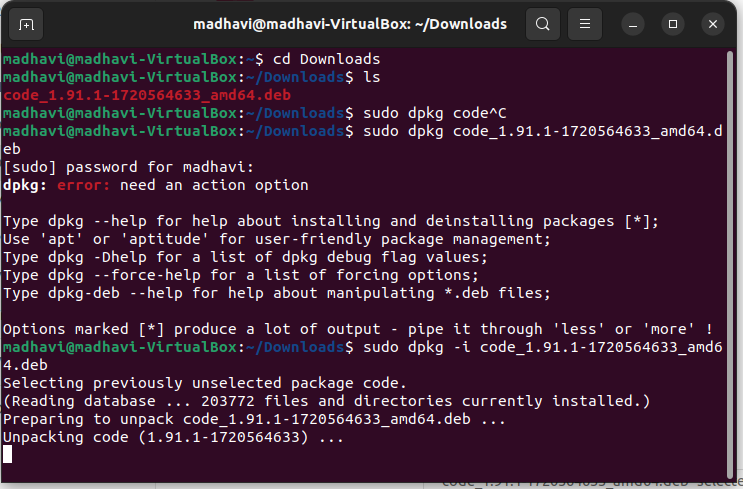 madhavi@madhavi-VirtualBox: ~/Downloads
madhavi@madhavi-VirtualBox:~$ cd Downloads
madhavi@madhavi-VirtualBox:~/Downloads$ ls
code_1.91.1-1720564633_amd64.deb
madhavi@madhavi-VirtualBox:~/Downloads$ sudo dpkg code^C
madhavi@madhavi-VirtualBox:~/Downloads$ sudo dpkg code_1.91.1-1720564633_amd64.d
eb
[sudo] password for madhavi:
dpkg: error: need an action option

Type dpkg --help for help about installing and deinstalling packages [*];
Use 'apt' or 'aptitude' for user-friendly package management;
Type dpkg -Dhelp for a list of dpkg debug flag values;
Type dpkg --force-help for a list of forcing options;
Type dpkg-deb --help for help about manipulating *.deb files;

Options marked [*] produce a lot of output - pipe it through 'less' or 'more' !
madhavi@madhavi-VirtualBox:~/Downloads$ sudo dpkg -i code_1.91.1-1720564633_amd6
4.deb
Selecting previously unselected package code.
(Reading database ... 203772 files and directories currently installed.)
Preparing to unpack code_1.91.1-1720564633_amd64.deb ...
Unpacking code (1.91.1-1720564633) ...